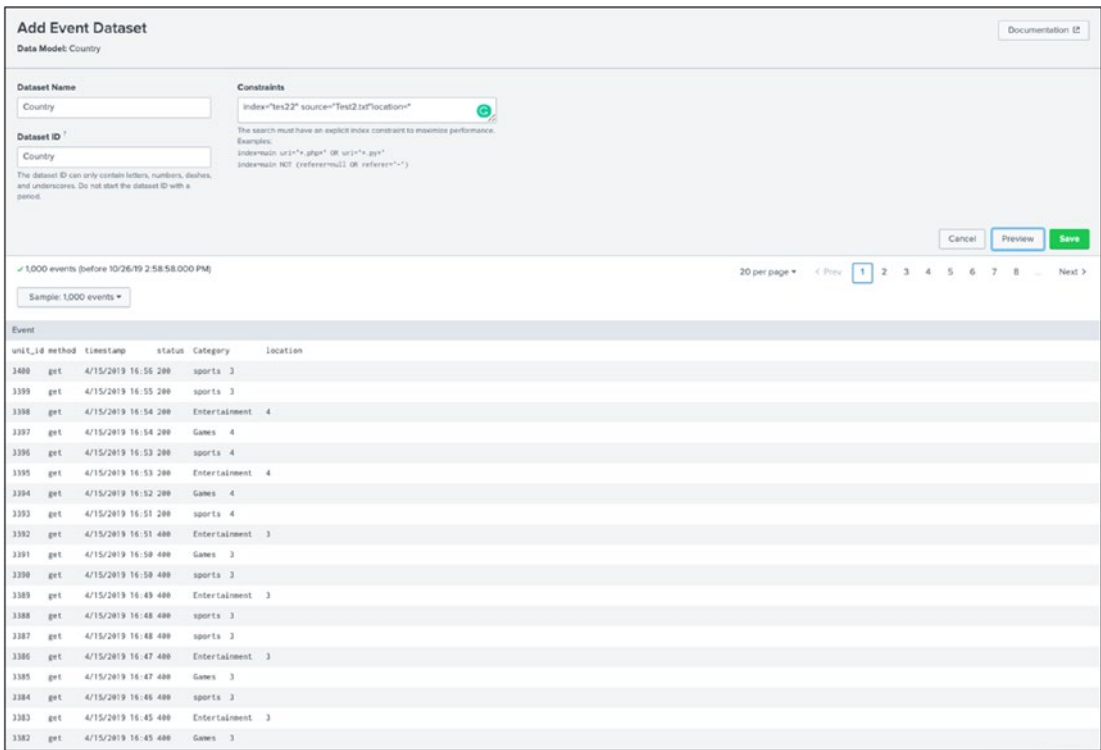 Add Event Dataset
Documentation
Data Model: Country
Dataset Name
Country
Dataset ID ?
Country
The dataset ID can only contain letters, numbers, dashes,
and underscores. Do not start the dataset ID with a
period.
Constraints
index="tes22" source="Test2.txt"location="
The search must have an explicit index constraint to maximize performance.
Examples:
index=main uri="*.php*" OR uri="*.py*"
index=main NOT (referer=null OR referer="-")
Cancel Preview Save
✓ 1,000 events (before 10/26/19 2:58:58.000 PM)
20 per page < Prev 1 2 3 4 5 6 7 8 ... Next >
Sample: 1,000 events
Event
unit_id method timestamp status Category location
3400 get 4/15/2019 16:56 200 sports 3
3399 get 4/15/2019 16:55 200 sports 3
3398 get 4/15/2019 16:54 200 Entertainment 4
3397 get 4/15/2019 16:54 200 Games 4
3396 get 4/15/2019 16:53 200 sports 4
3395 get 4/15/2019 16:53 200 Entertainment 4
3394 get 4/15/2019 16:52 200 Games 4
3393 get 4/15/2019 16:51 200 sports 4
3392 get 4/15/2019 16:51 400 Entertainment 3
3391 get 4/15/2019 16:50 400 Games 3
3390 get 4/15/2019 16:50 400 sports 3
3389 get 4/15/2019 16:49 400 Entertainment 3
3388 get 4/15/2019 16:48 400 sports 3
3387 get 4/15/2019 16:48 400 sports 3
3386 get 4/15/2019 16:47 400 Entertainment 3
3385 get 4/15/2019 16:47 400 Games 3
3384 get 4/15/2019 16:46 400 sports 3
3383 get 4/15/2019 16:45 400 Entertainment 3
3382 get 4/15/2019 16:45 400 Games 3